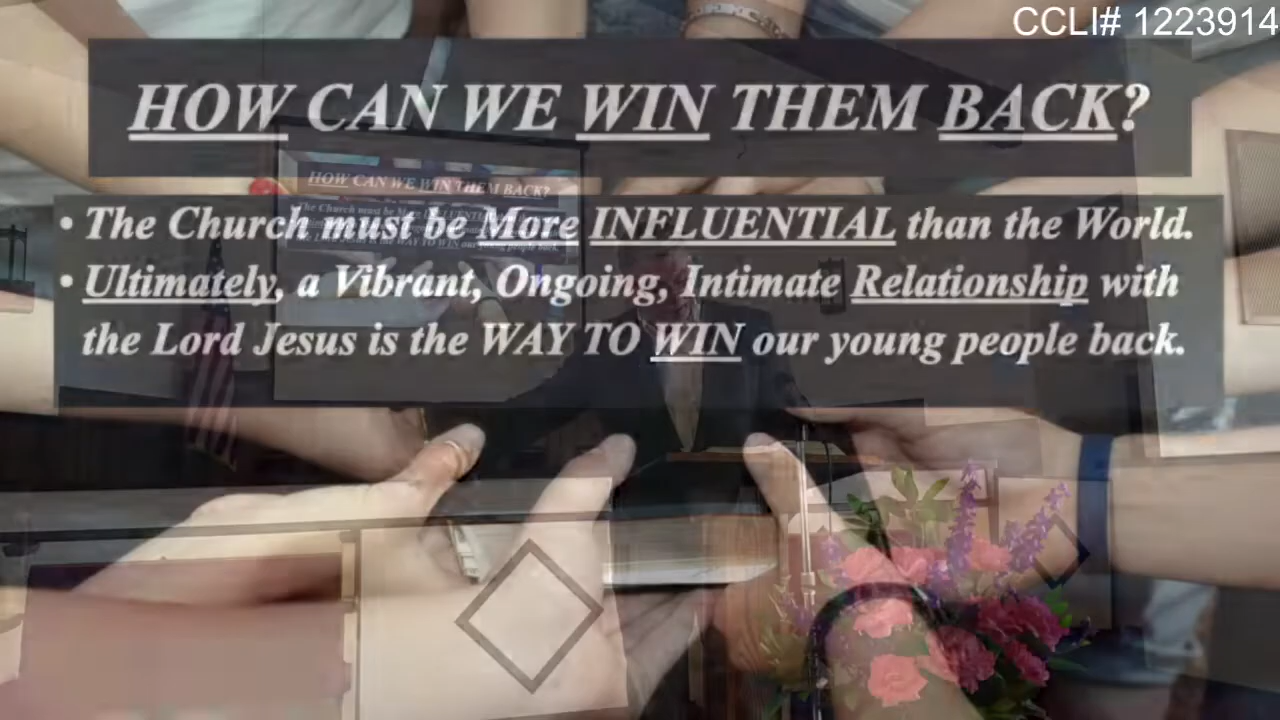 CCLI# 1223914
HOW CAN WE WIN THEM BACK?
• The Church must be More INFLUENTIAL than the World.
• Ultimately, a Vibrant, Ongoing, Intimate Relationship with
the Lord Jesus is the WAY TO WIN our young people back.
HOW CAN WE WIN THEM BACK?